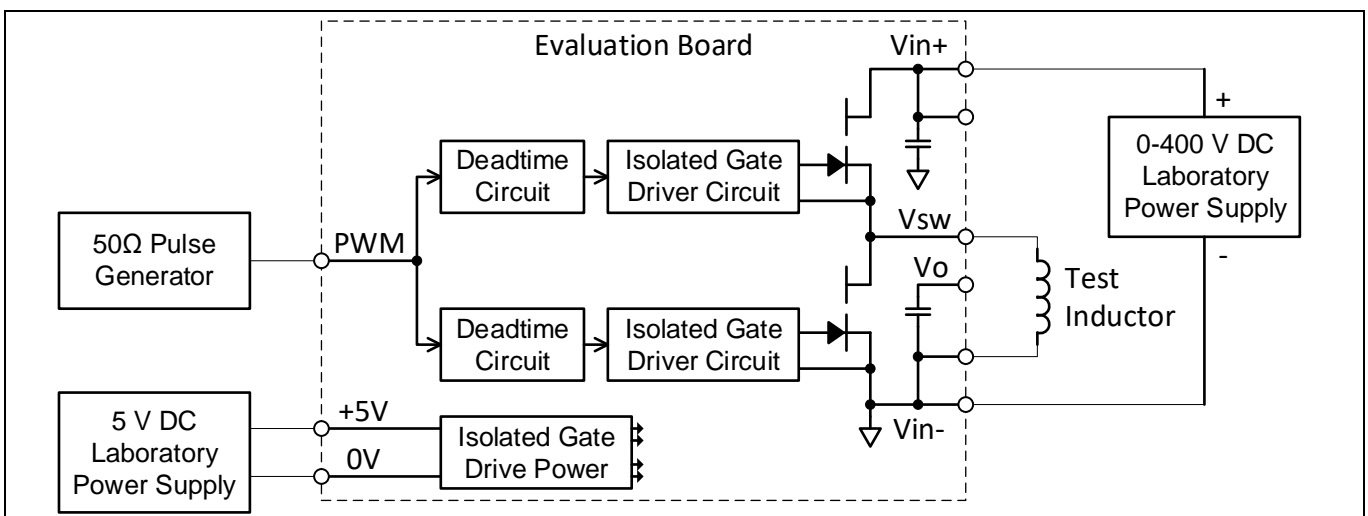 Evaluation Board
Vin+
+
0-400 V DC
Laboratory
Power Supply
-
Deadtime
Circuit
Isolated Gate
Driver Circuit
50Ω Pulse
Generator
PWM
Vsw
Vo
Test
Inductor
Deadtime
Circuit
Isolated Gate
Driver Circuit
5 V DC
Laboratory
Power Supply
+5V
0V
Isolated Gate
Drive Power
Vin-